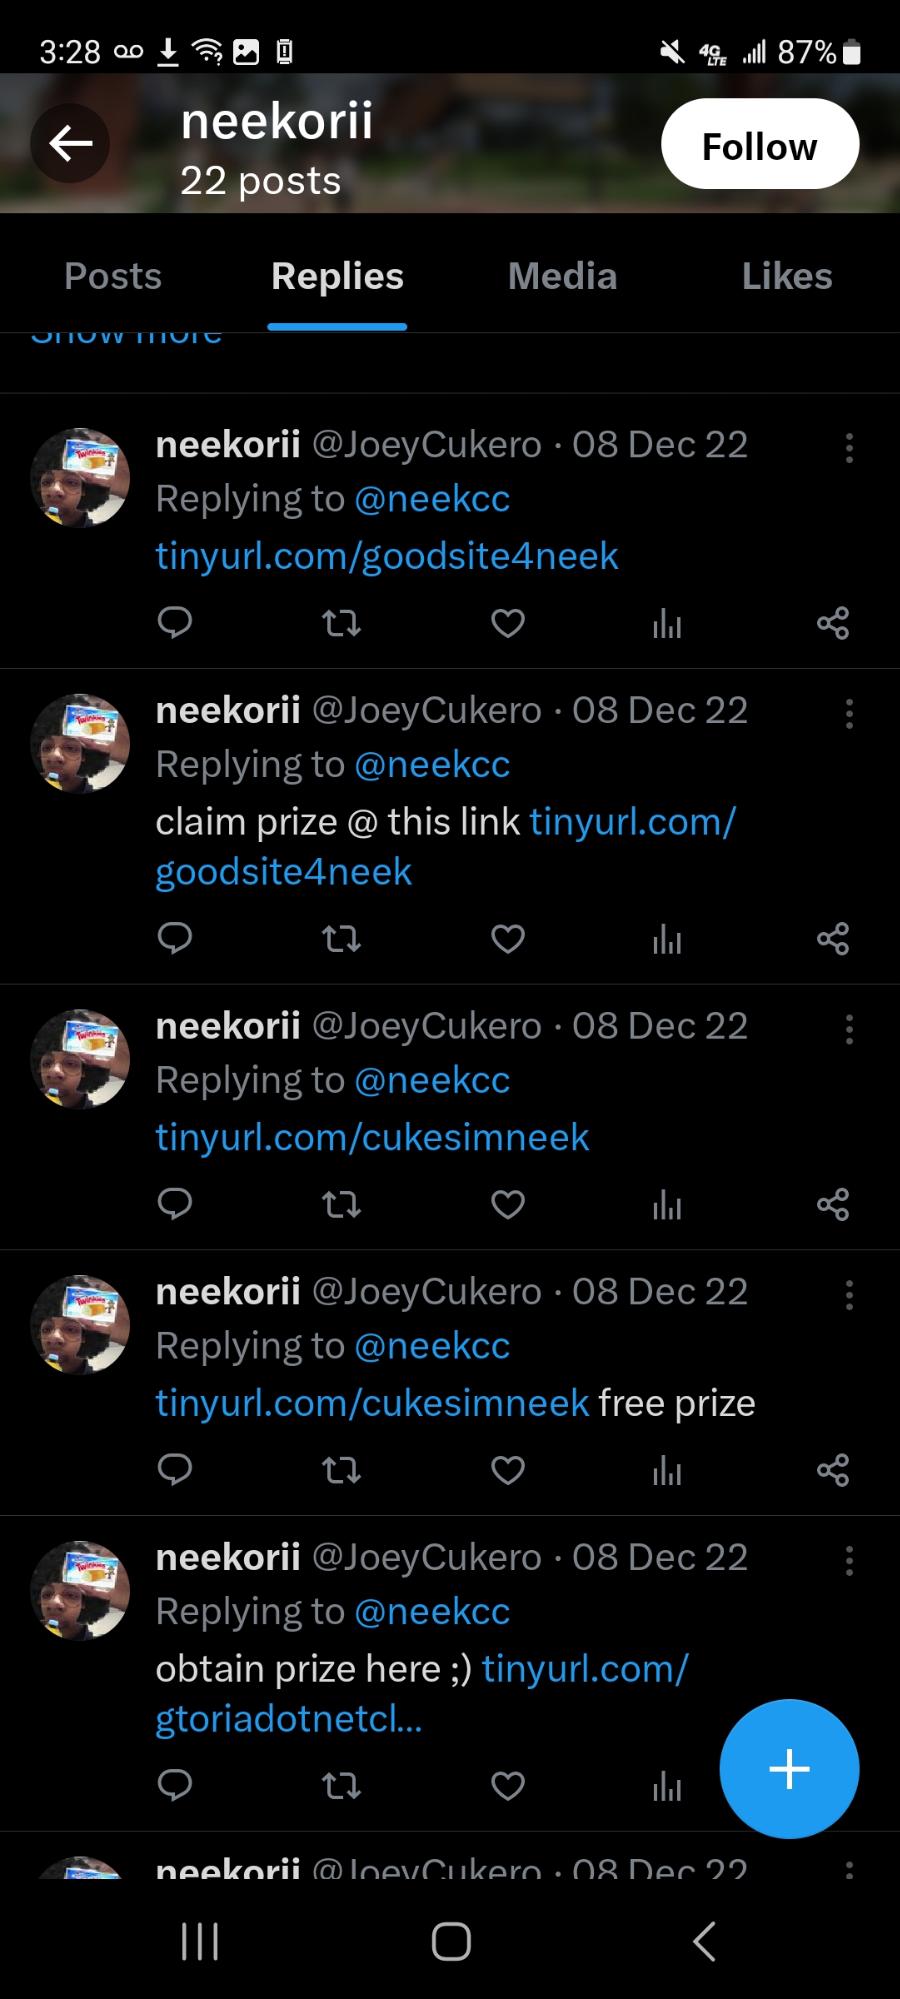 3:28
4G LTE 87%
neekorii
22 posts
Follow
Posts Replies Media Likes
Show more
neekorii @JoeyCukero · 08 Dec 22
Replying to @neekcc
tinyurl.com/goodsite4neek
neekorii @JoeyCukero · 08 Dec 22
Replying to @neekcc
claim prize @ this link tinyurl.com/
goodsite4neek
neekorii @JoeyCukero · 08 Dec 22
Replying to @neekcc
tinyurl.com/cukesimneek
neekorii @JoeyCukero · 08 Dec 22
Replying to @neekcc
tinyurl.com/cukesimneek free prize
neekorii @JoeyCukero · 08 Dec 22
Replying to @neekcc
obtain prize here ;) tinyurl.com/
gtoriadotnetcl...
neekorii @JoeyCukero · 08 Dec 22